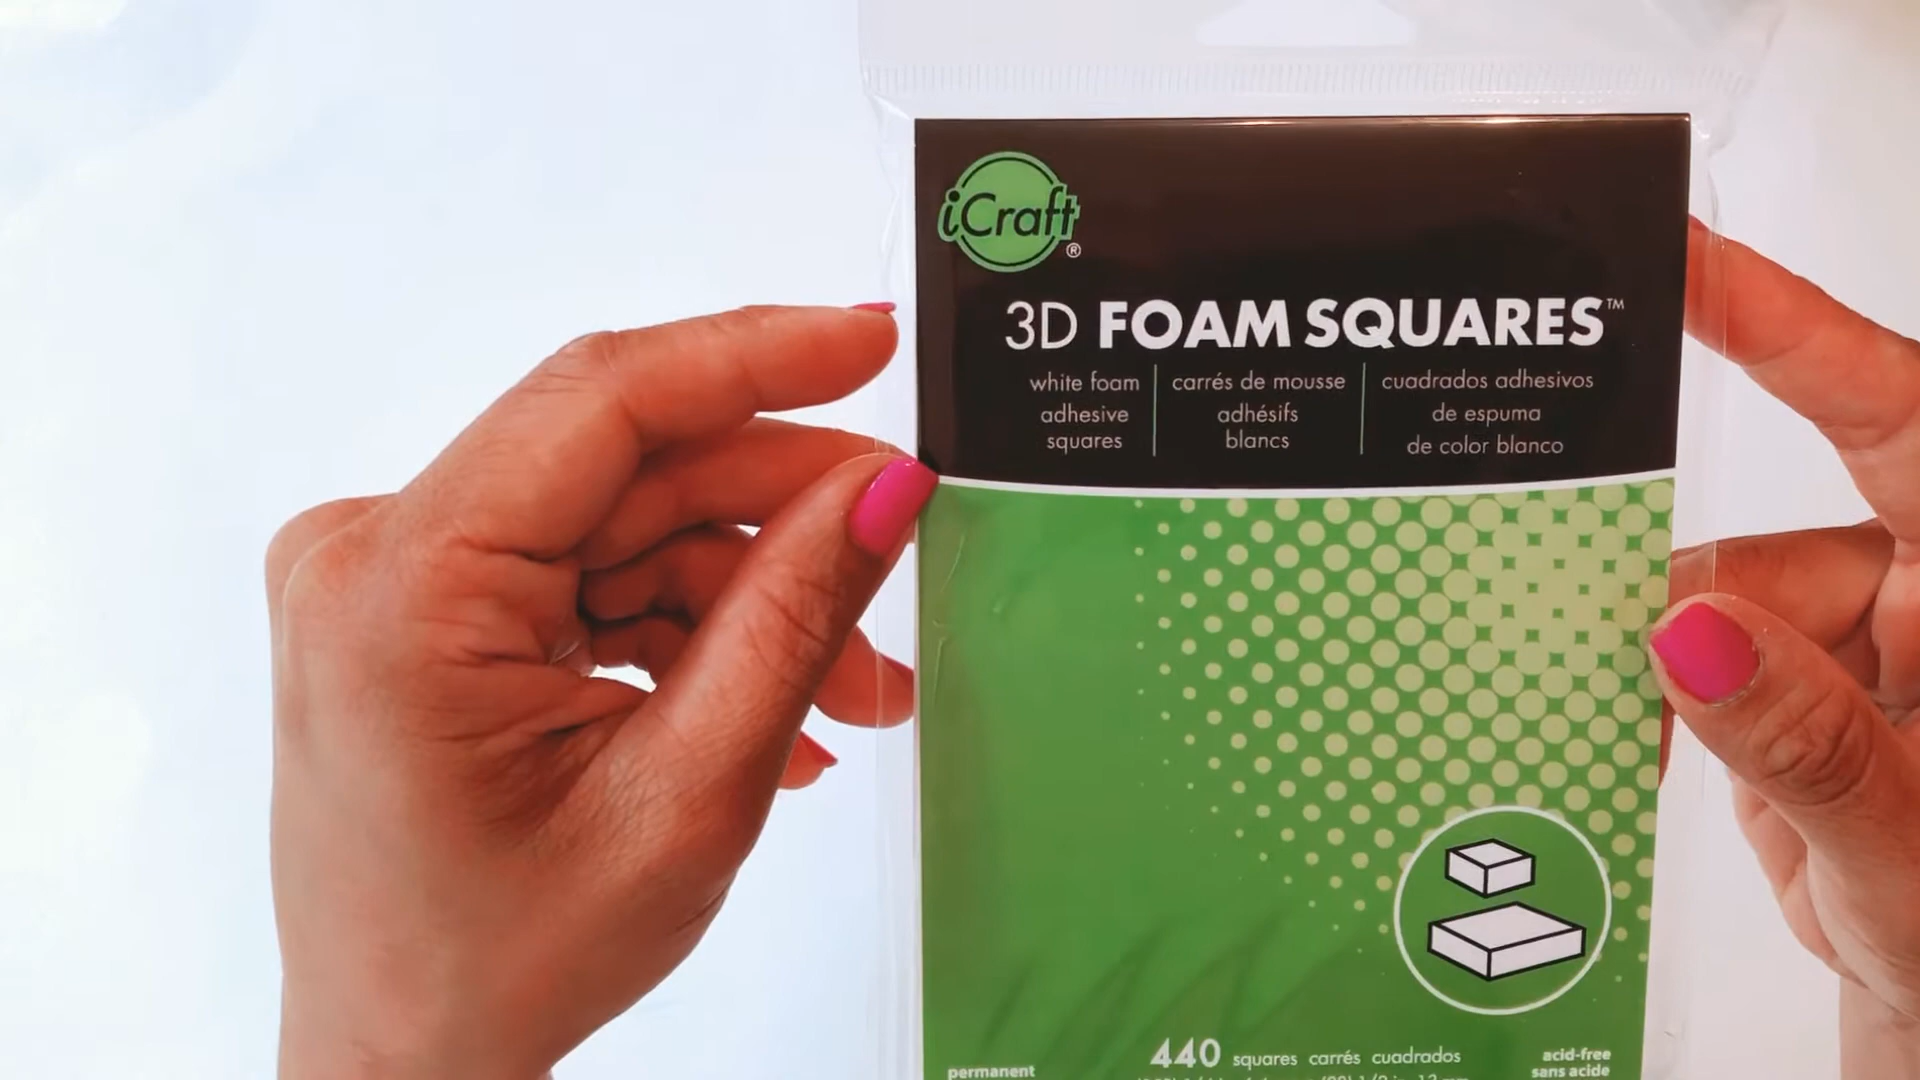 iCraft®
3D FOAM SQUARES™
white foam
adhesive
squares
carrés de mousse
adhésifs
blancs
cuadrados adhesivos
de espuma
de color blanco
440 squares carrés cuadrados
permanent
acid-free
sans acide